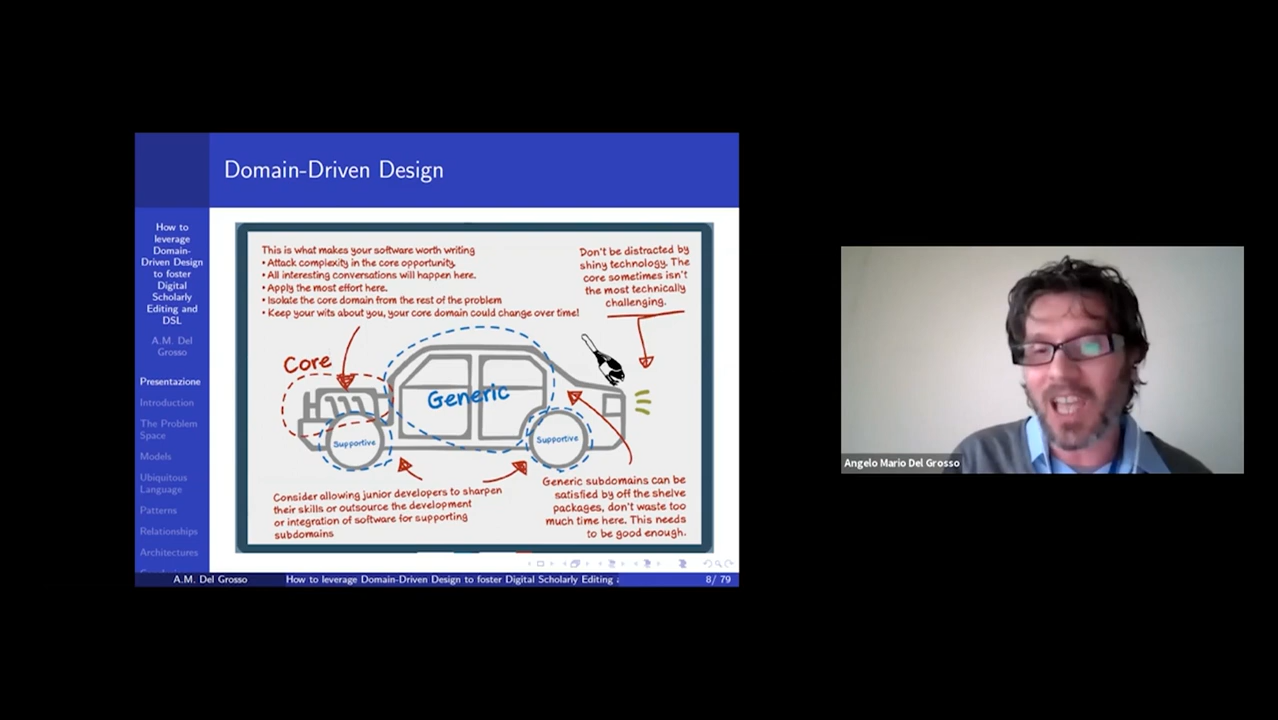 Domain-Driven Design
How to
leverage
Domain-
Driven Design
to foster
Digital
Scholarly
Editing and
DSL
A.M. Del
Grosso
Presentazione
Introduction
The Problem
Space
Models
Ubiquitous
Language
Patterns
Relationships
Architectures
This is what makes your software worth writing
• Attack complexity in the core opportunity.
• All interesting conversations will happen here.
• Apply the most effort here.
• Isolate the core domain from the rest of the problem
• Keep your wits about you, your core domain could change over time!
Don't be distracted by
shiny technology. The
core sometimes isn't
the most technically
challenging.
Core
Generic
Supportive
Supportive
Consider allowing junior developers to sharpen
their skills or outsource the development
or integration of software for supporting
subdomains
Generic subdomains can be
satisfied by off the shelve
packages, don't waste too
much time here. This needs
to be good enough.
A.M. Del Grosso
How to leverage Domain-Driven Design to foster Digital Scholarly Editing a
8/ 79
Angelo Mario Del Grosso